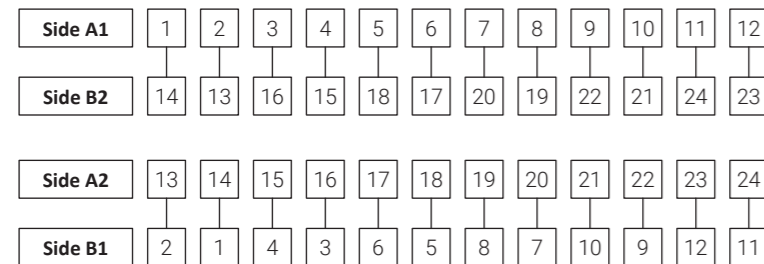 Side A1 1 2 3 4 5 6 7 8 9 10 11 12
Side B2 14 13 16 15 18 17 20 19 22 21 24 23
Side A2 13 14 15 16 17 18 19 20 21 22 23 24
Side B1 2 1 4 3 6 5 8 7 10 9 12 11